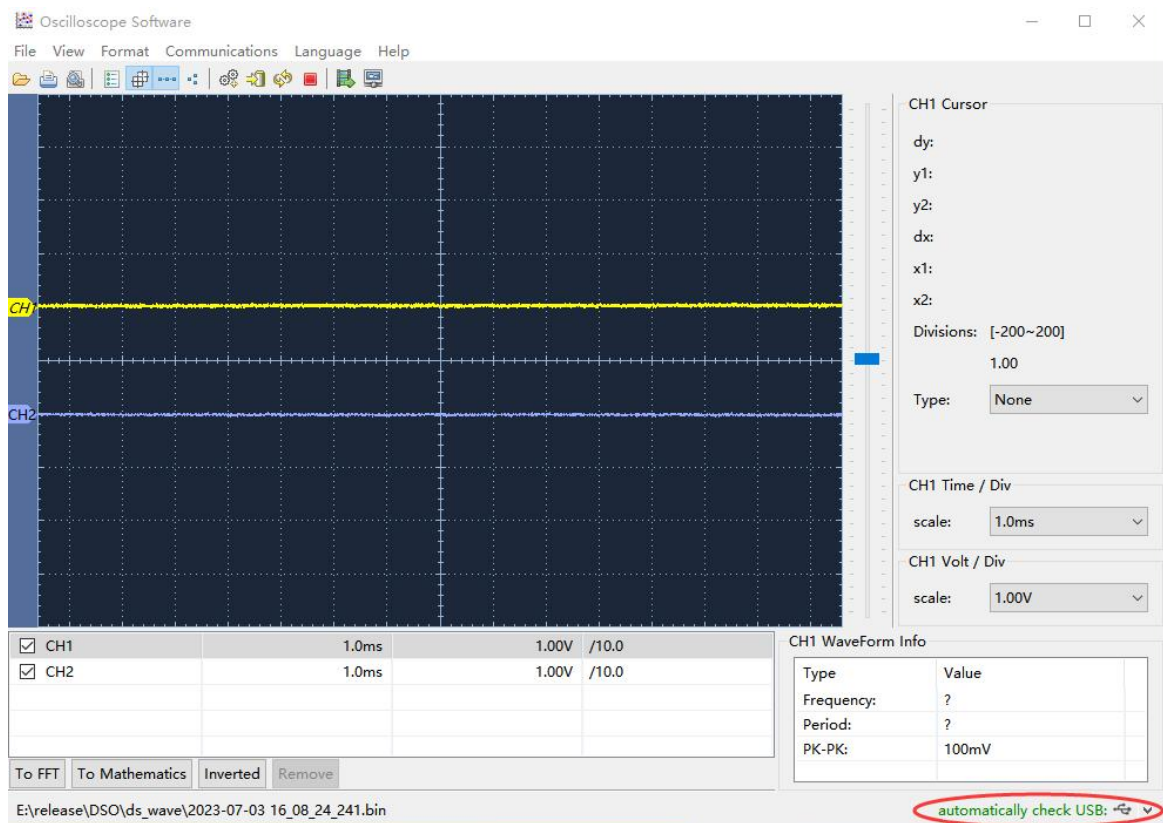 Oscilloscope Software
File View Format Communications Language Help
CH1 Cursor
dy:
y1:
y2:
dx:
x1:
x2:
Divisions: [-200~200]
1.00
Type: None
CH1
CH2
CH1 Time / Div
scale: 1.0ms
CH1 Volt / Div
scale: 1.00V
CH1 1.0ms 1.00V /10.0
CH2 1.0ms 1.00V /10.0
CH1 WaveForm Info
Type Value
Frequency: ?
Period: ?
PK-PK: 100mV
To FFT To Mathematics Inverted Remove
E:\release\DSO\ds_wave\2023-07-03 16_08_24_241.bin
automatically check USB: